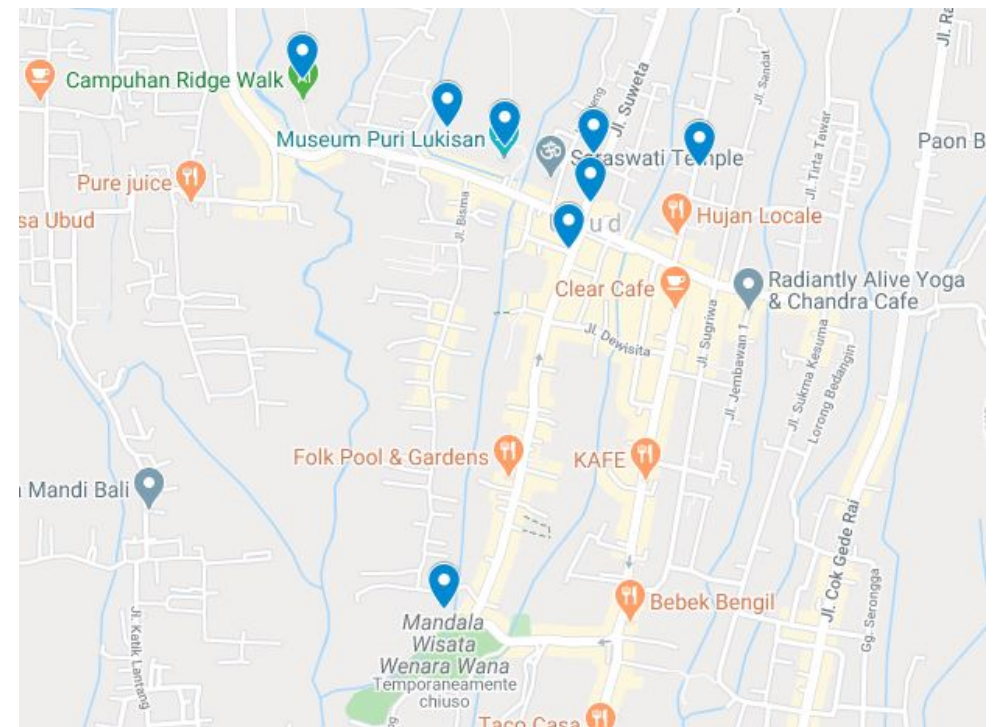 Jl. Ra
Campuhan Ridge Walk
Jl. Suweta
Jl. Sandat
Museum Puri Lukisan
Saraswati Temple
Jl. Tirta Tawar
Paon B
Pure juice
sa Ubud
Jl. Bisma
Hujan Locale
Clear Cafe
Radiantly Alive Yoga
& Chandra Cafe
Jl. Dewisita
Jl. Sugriwa
Jl. Jembawan 1
Jl. Sukma Kesuma
Lorong Bedangin
Folk Pool & Gardens
KAFE
Mandi Bali
Jl. Cok Gede Rai
Gg. Serongga
Bebek Bengil
Mandala
Wisata
Wenara Wana
Temporaneamente
chiuso
Jl. Katik Lantang
Taco Casa